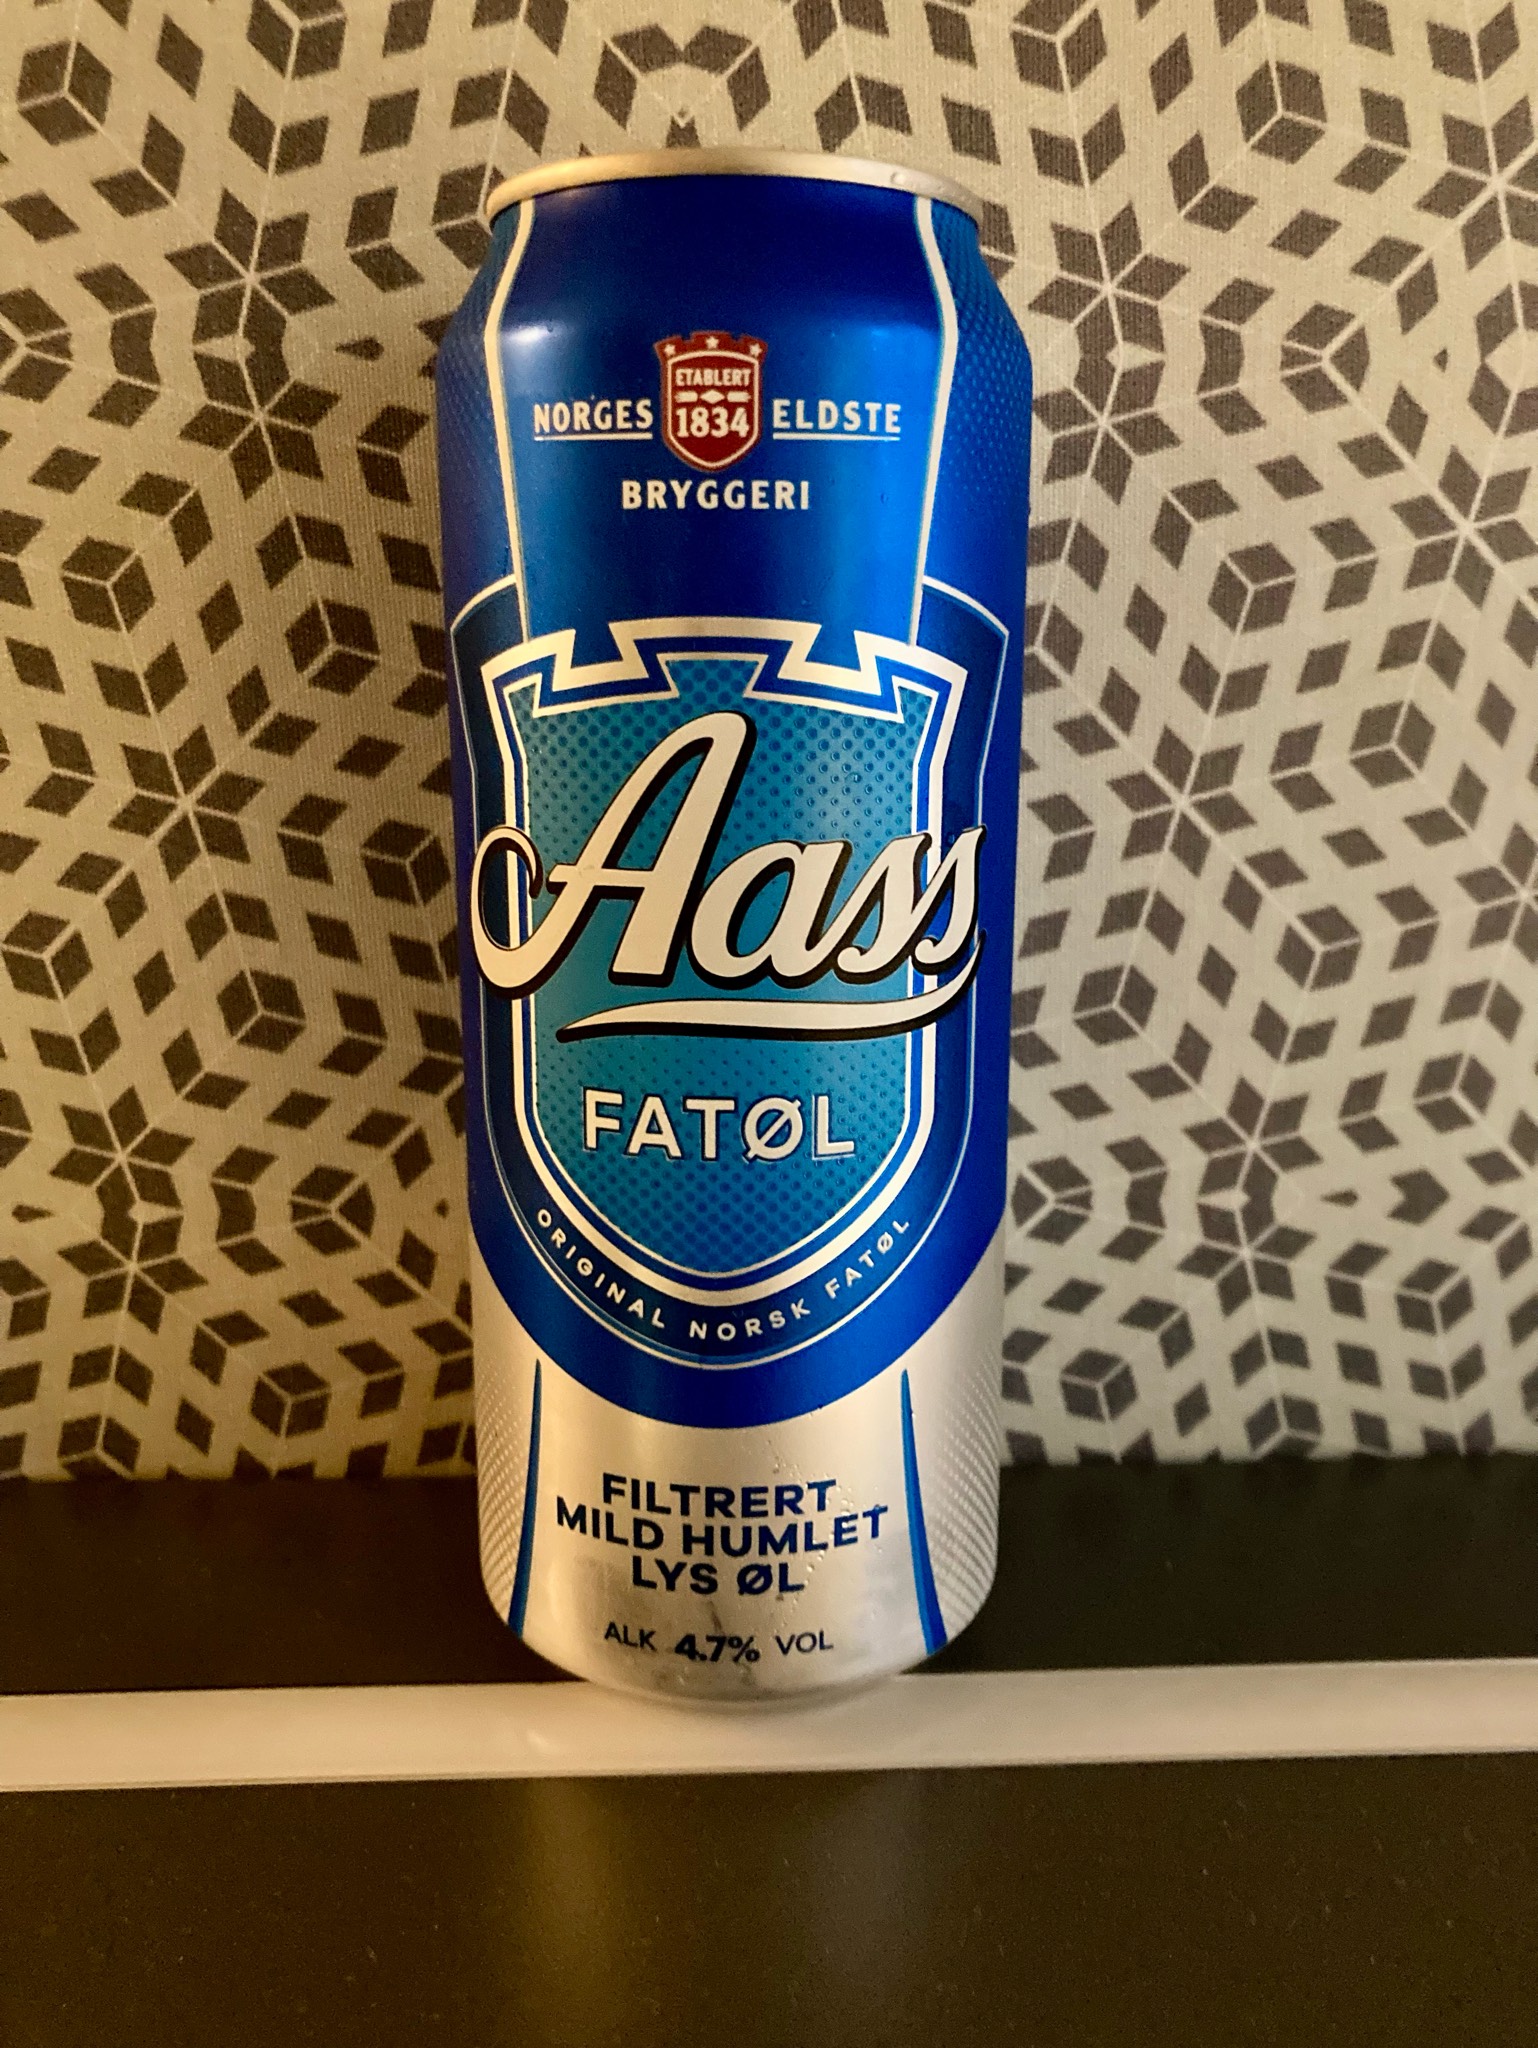 ETABLERT
NORGES 1834 ELDSTE
BRYGGERI
Aass
FATØL
ORIGINAL NORSK FATØL
FILTRERT
MILD HUMLET
LYS ØL
ALK 4.7% VOL